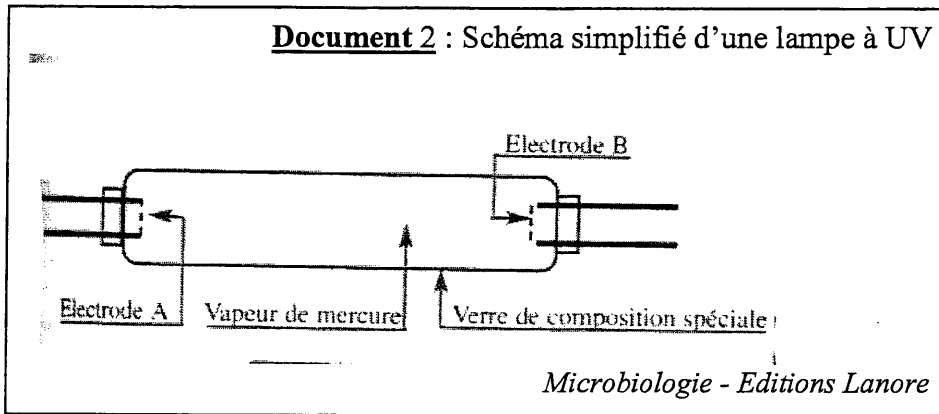 Document 2 : Schéma simplifié d'une lampe à UV
Electrode B
Electrode A
Vapeur de mercure
Verre de composition spéciale
Microbiologie - Editions Lanore